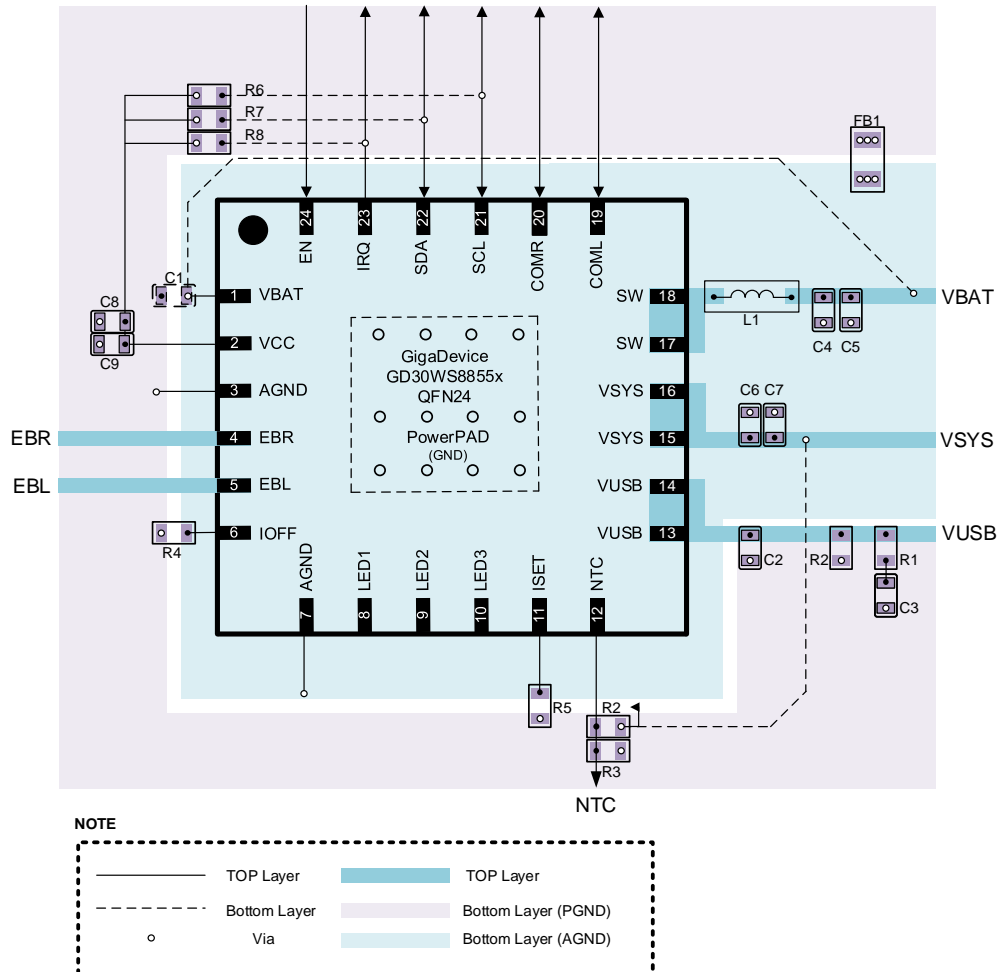 R6
R7
R8
FB1
24
23
22
21
20
19
EN
IRQ
SDA
SCL
COMR
COML
C1
1
VBAT
SW
18
VBAT
L1
C8
C4
C5
2
VCC
SW
17
C9
GigaDevice
GD30WS8855x
QFN24
3
AGND
VSYS
16
C6
C7
EBR
4
EBR
PowerPAD
(GND)
VSYS
15
VSYS
EBL
5
EBL
VUSB
14
6
IOFF
VUSB
13
VUSB
R4
C2
R2
R1
AGND
LED1
LED2
LED3
ISET
NTC
7
8
9
10
11
12
C3
R5
R2
R3
NTC
NOTE
TOP Layer
TOP Layer
Bottom Layer
Bottom Layer (PGND)
Via
Bottom Layer (AGND)